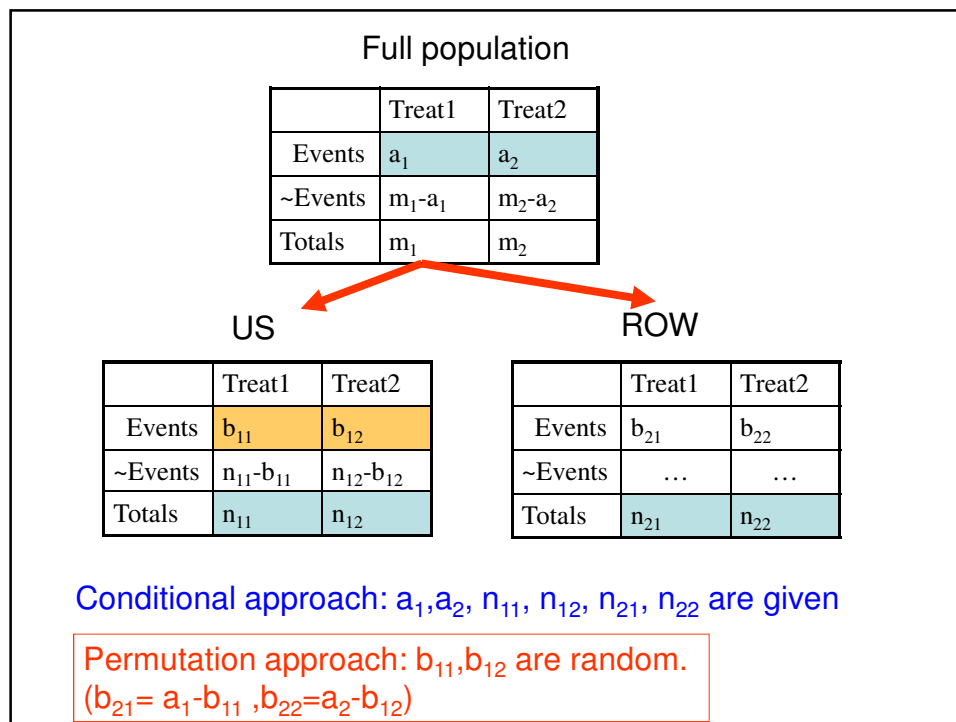 Full population
Treat1 Treat2
Events a₁ a₂
~Events m₁-a₁ m₂-a₂
Totals m₁ m₂
US
Treat1 Treat2
Events b₁₁ b₁₂
~Events n₁₁-b₁₁ n₁₂-b₁₂
Totals n₁₁ n₁₂
ROW
Treat1 Treat2
Events b₂₁ b₂₂
~Events … …
Totals n₂₁ n₂₂
Conditional approach: a₁,a₂, n₁₁, n₁₂, n₂₁, n₂₂ are given
Permutation approach: b₁₁,b₁₂ are random.
(b₂₁= a₁-b₁₁ ,b₂₂=a₂-b₁₂)